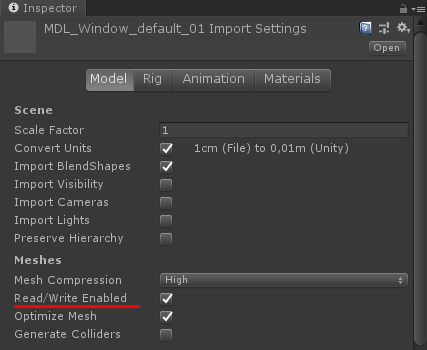 Inspector
MDL_Window_default_01 Import Settings
Open
Model Rig Animation Materials
Scene
Scale Factor 1
Convert Units 1cm (File) to 0,01m (Unity)
Import BlendShapes
Import Visibility
Import Cameras
Import Lights
Preserve Hierarchy
Meshes
Mesh Compression High
Read/Write Enabled
Optimize Mesh
Generate Colliders